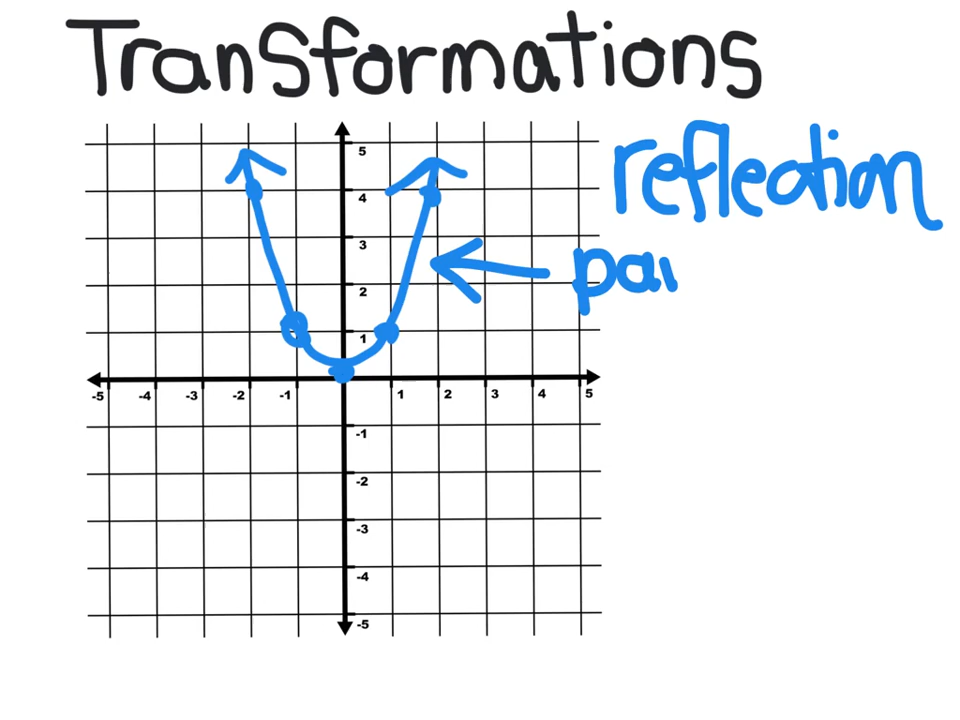 Transformations
reflection
5
4
pai
3
2
1
-5 -4 -3 -2 -1 1 2 3 4 5
-1
-2
-3
-4
-5